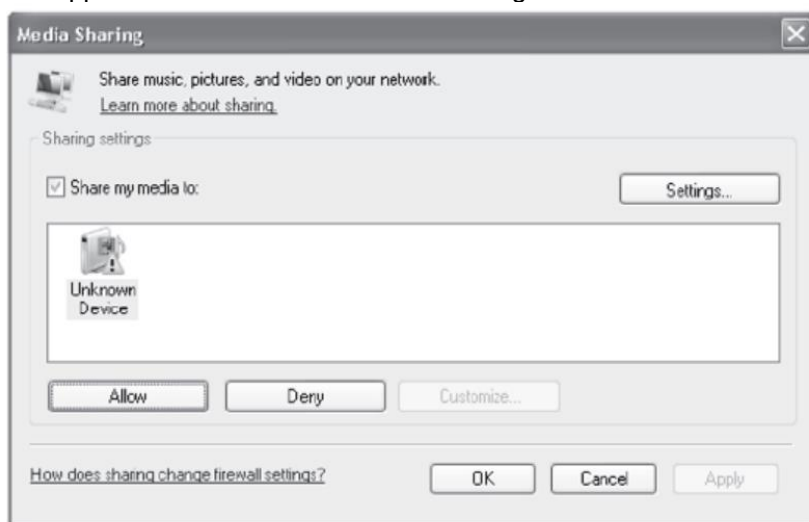 Media Sharing
Share music, pictures, and video on your network.
Learn more about sharing.
Sharing settings
Share my media to:
Settings...
Unknown
Device
Allow Deny Customize...
How does sharing change firewall settings?
OK Cancel Apply